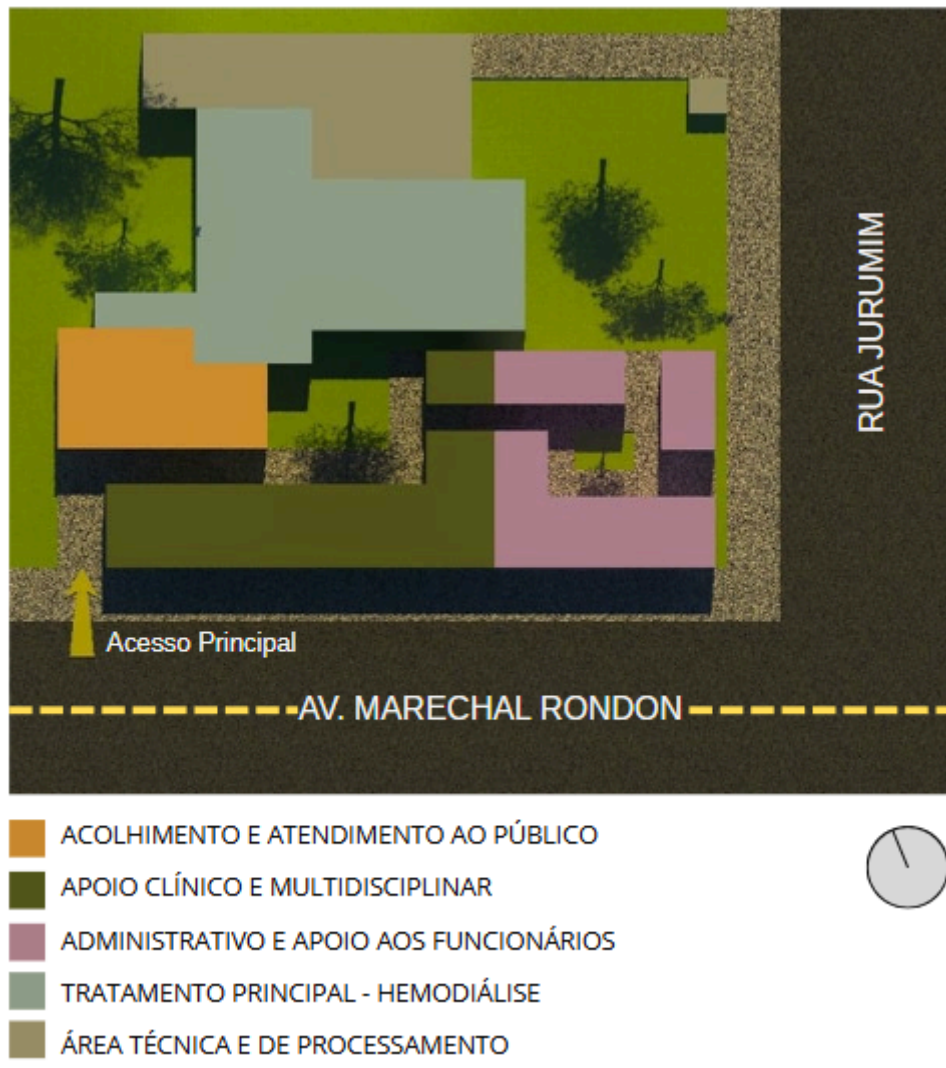 RUA JURUMIM
Acesso Principal
AV. MARECHAL RONDON
ACOLHIMENTO E ATENDIMENTO AO PÚBLICO
APOIO CLÍNICO E MULTIDISCIPLINAR
ADMINISTRATIVO E APOIO AOS FUNCIONÁRIOS
TRATAMENTO PRINCIPAL - HEMODIÁLISE
ÁREA TÉCNICA E DE PROCESSAMENTO